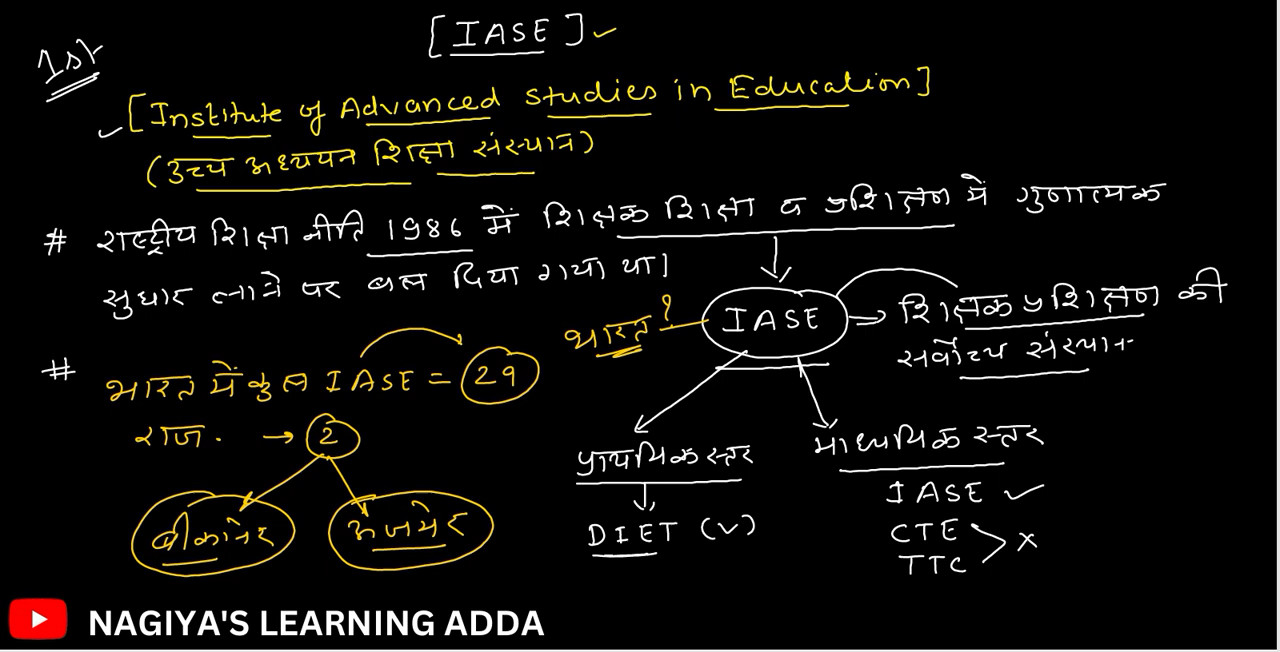 1st
[IASE]
[Institute of Advanced studies in Education]
(उच्च अध्ययन शिक्षा संस्थान)
# राष्ट्रीय शिक्षा नीति 1986 में शिक्षक शिक्षा व प्रशिक्षण में गुणात्मक
सुधार लाने पर बल दिया गया था।
भारत?
IASE → शिक्षक प्रशिक्षण की
सर्वोच्य संस्थान
# भारत में कुल IASE = 29
राज. → 2
बीकानेर
अजमेर
प्राथमिक स्तर
DIET (✓)
माध्यमिक स्तर
IASE ✓
CTE
TTC > x
NAGIYA'S LEARNING ADDA